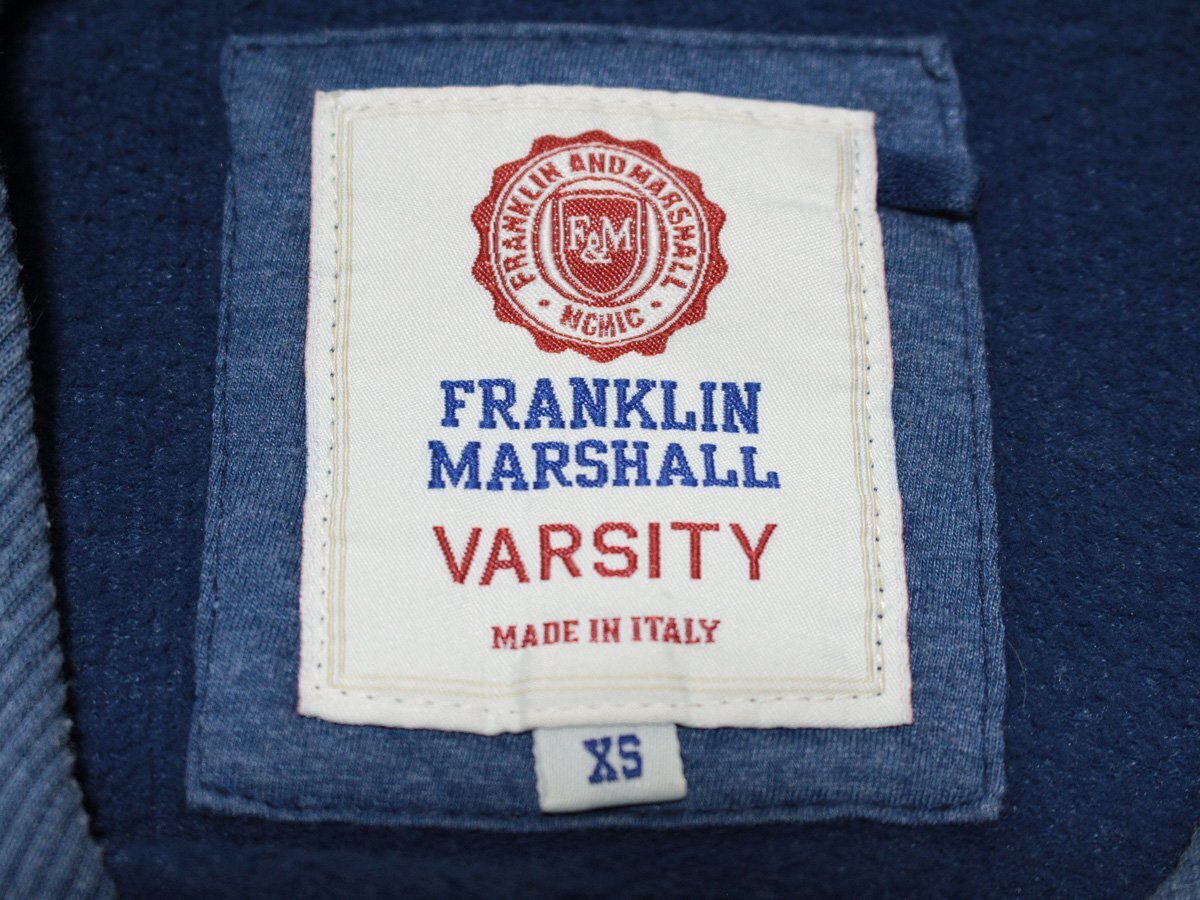 FRANKLIN AND MARSHALL
F&M
MCMIC
FRANKLIN
MARSHALL
VARSITY
MADE IN ITALY
XS